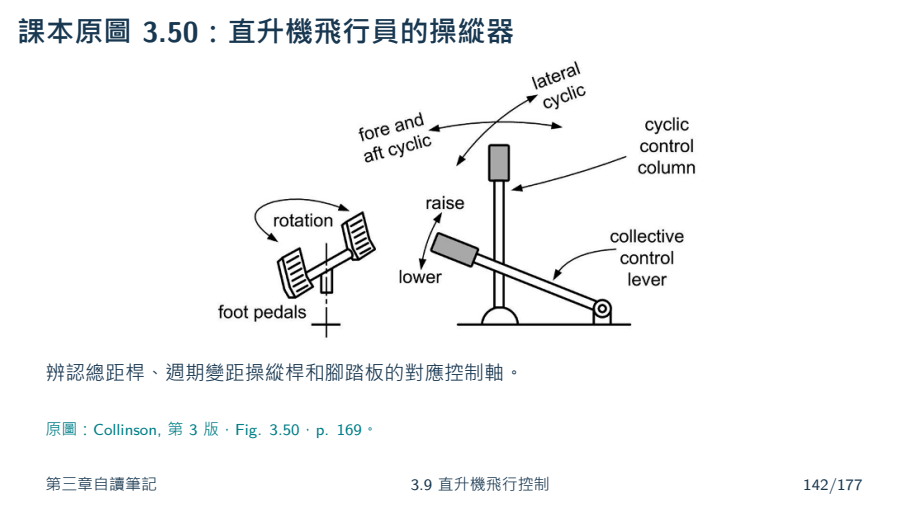 課本原圖 3.50：直升機飛行員的操縱器
lateral
cyclic
fore and
aft cyclic
cyclic
control
column
raise
rotation
collective
control
lever
lower
foot pedals
辨認總距桿、週期變距操縱桿和腳踏板的對應控制軸。
原圖：Collinson, 第 3 版，Fig. 3.50，p. 169。
第三章自讀筆記
3.9 直升機飛行控制
142/177